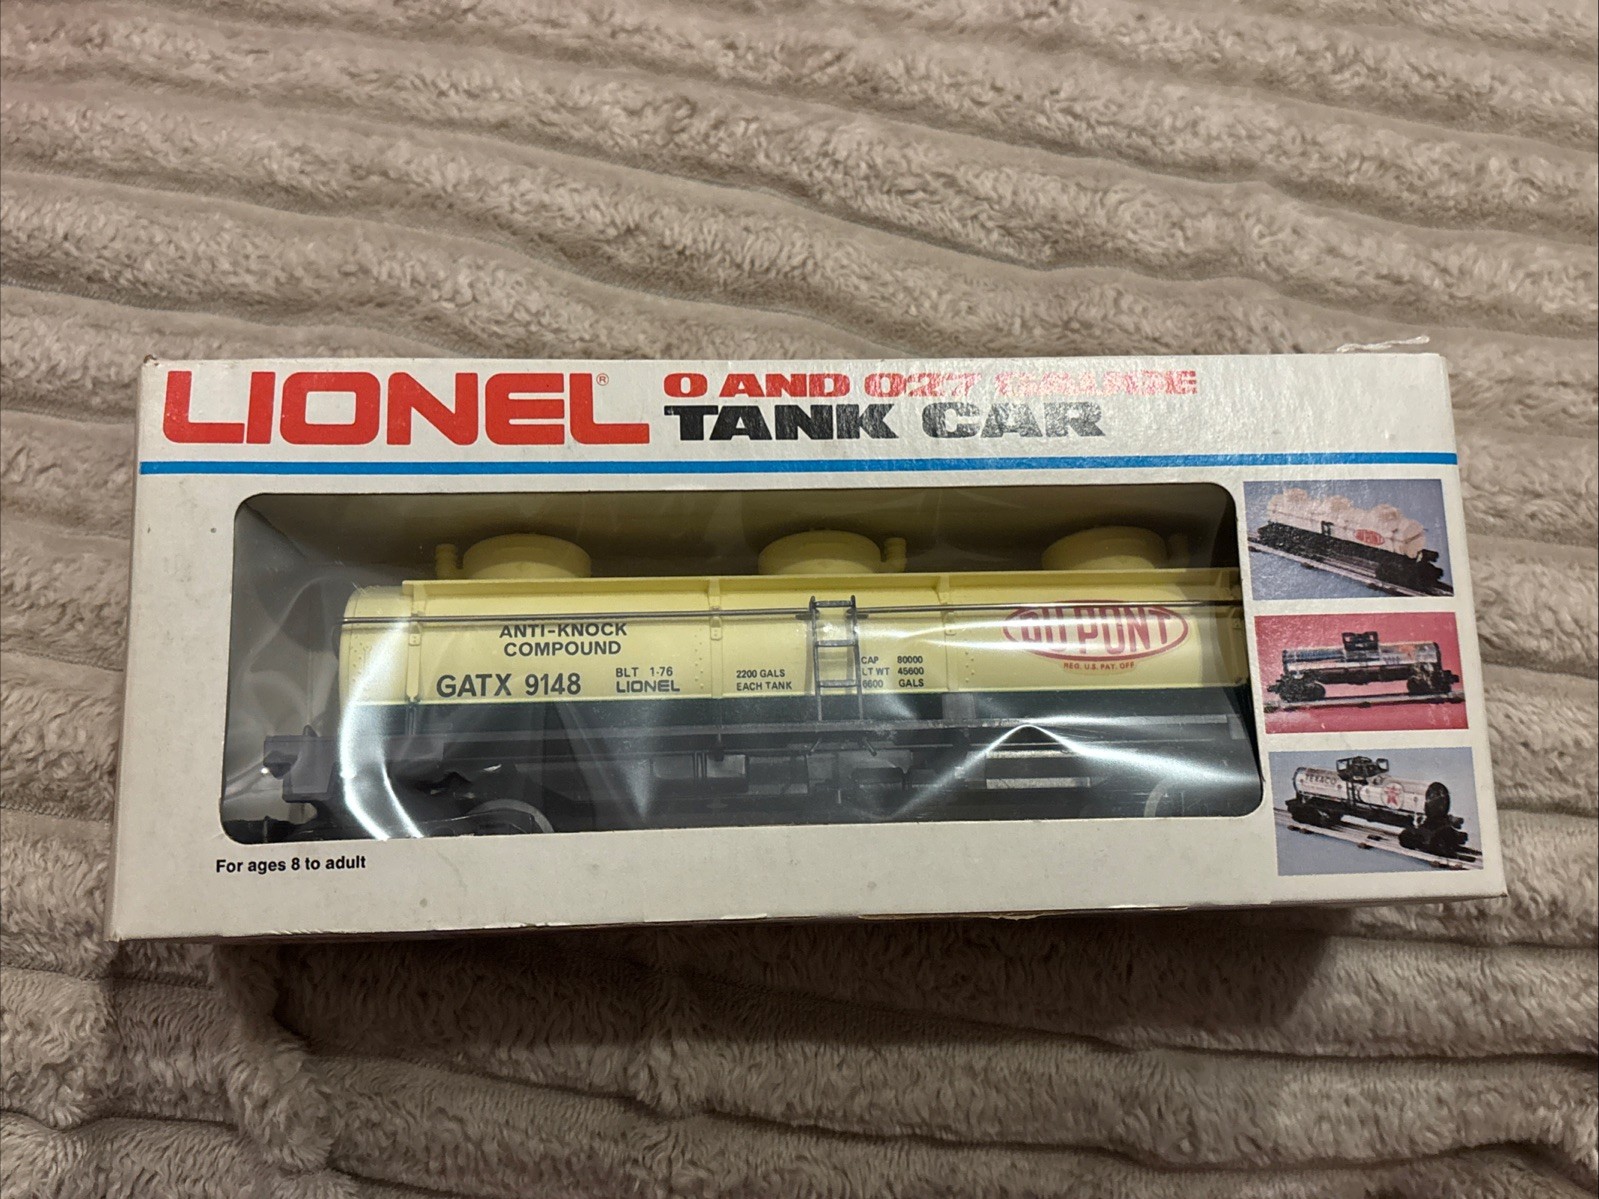 LIONEL®
O AND O27 GAUGE
TANK CAR
ANTI-KNOCK
COMPOUND
GATX 9148
BLT 1-76
LIONEL
2200 GALS
EACH TANK
CAP 80000
LT WT 45600
6600 GALS
DU PONT
REG. U.S. PAT. OFF.
TEXACO
For ages 8 to adult